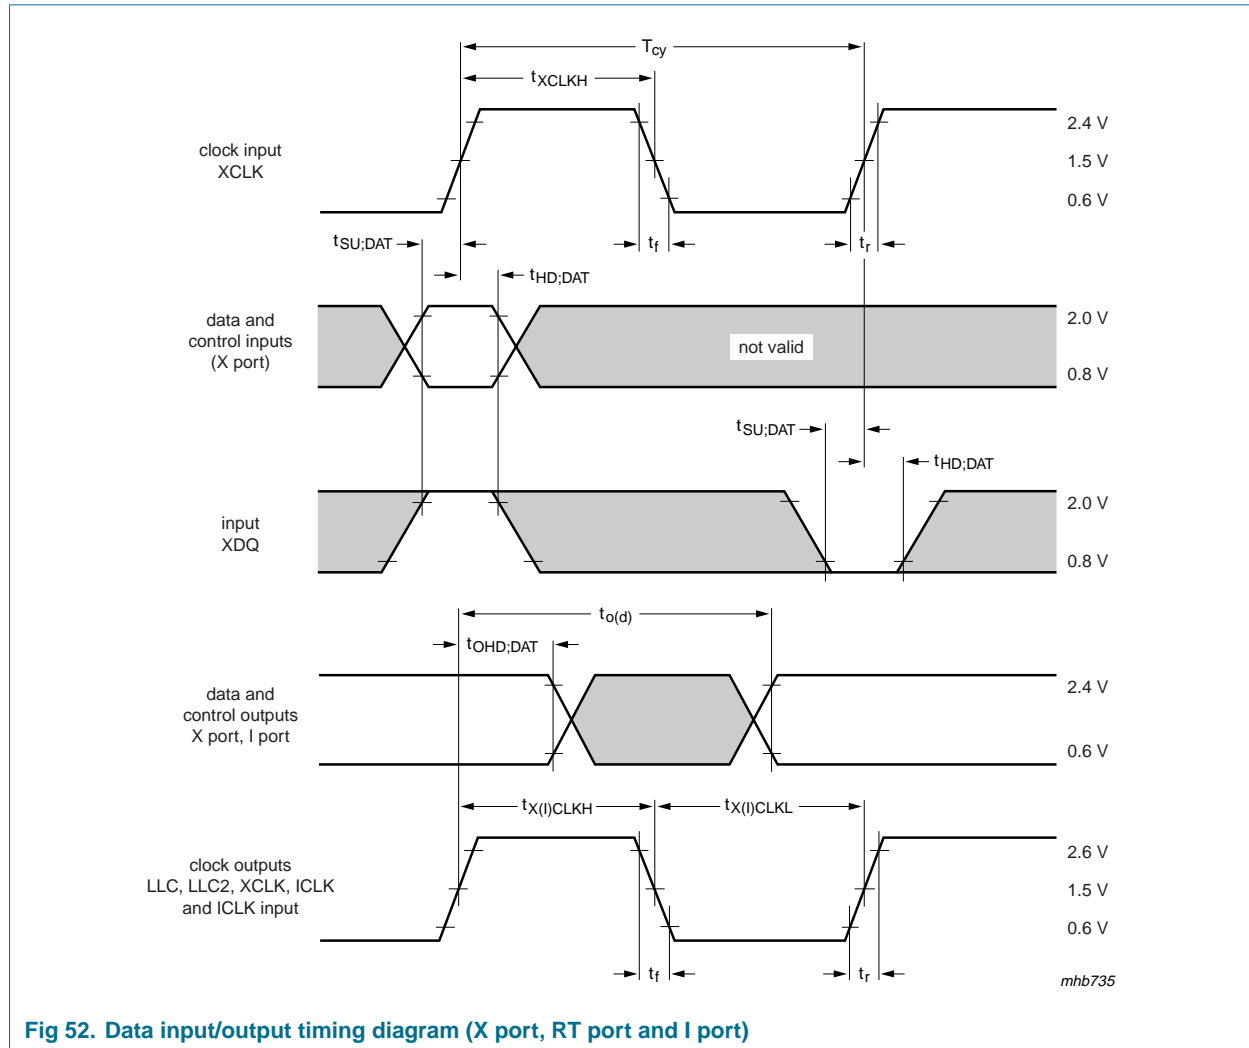 Tcy
tXCLKH
clock input
XCLK
2.4 V
1.5 V
0.6 V
tSU;DAT
tf
tr
tHD;DAT
data and
control inputs
(X port)
not valid
2.0 V
0.8 V
tSU;DAT
tHD;DAT
input
XDQ
2.0 V
0.8 V
to(d)
tOHD;DAT
data and
control outputs
X port, I port
2.4 V
0.6 V
tX(I)CLKH
tX(I)CLKL
clock outputs
LLC, LLC2, XCLK, ICLK
and ICLK input
2.6 V
1.5 V
0.6 V
tf
tr
mhb735
Fig 52. Data input/output timing diagram (X port, RT port and I port)